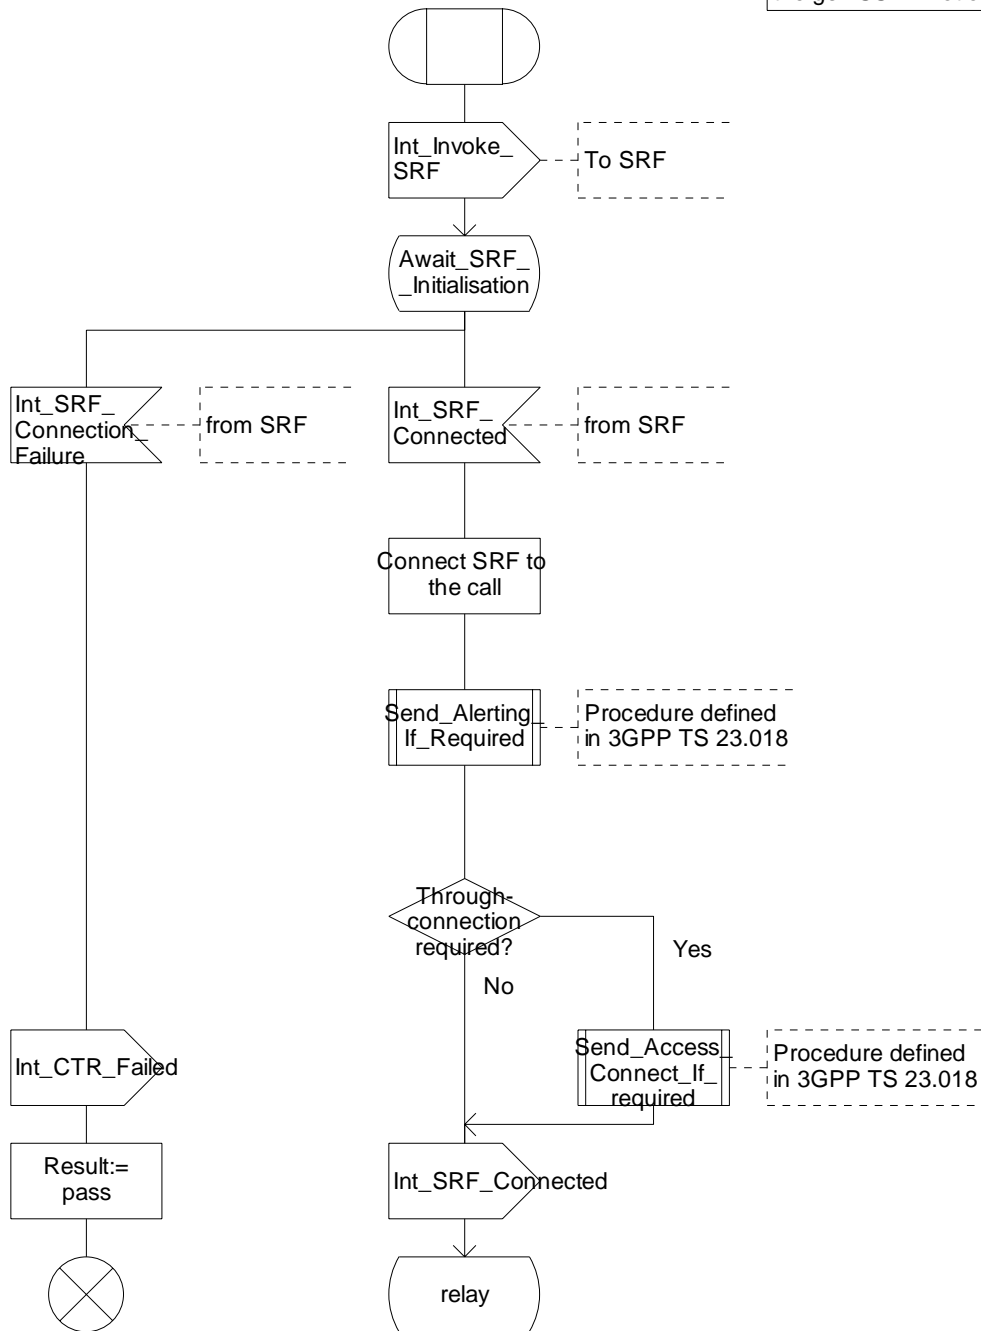 Int_Invoke_
SRF
To SRF
Await_SRF_
_Initialisation
Int_SRF_
Connection_
Failure
from SRF
Int_SRF_
Connected
from SRF
Connect SRF to
the call
Send_Alerting_
If_Required
Procedure defined
in 3GPP TS 23.018
Through-
connection
required?
Yes
No
Int_CTR_Failed
Send_Access_
Connect_If_
required
Procedure defined
in 3GPP TS 23.018
Result:=
pass
Int_SRF_Connected
relay